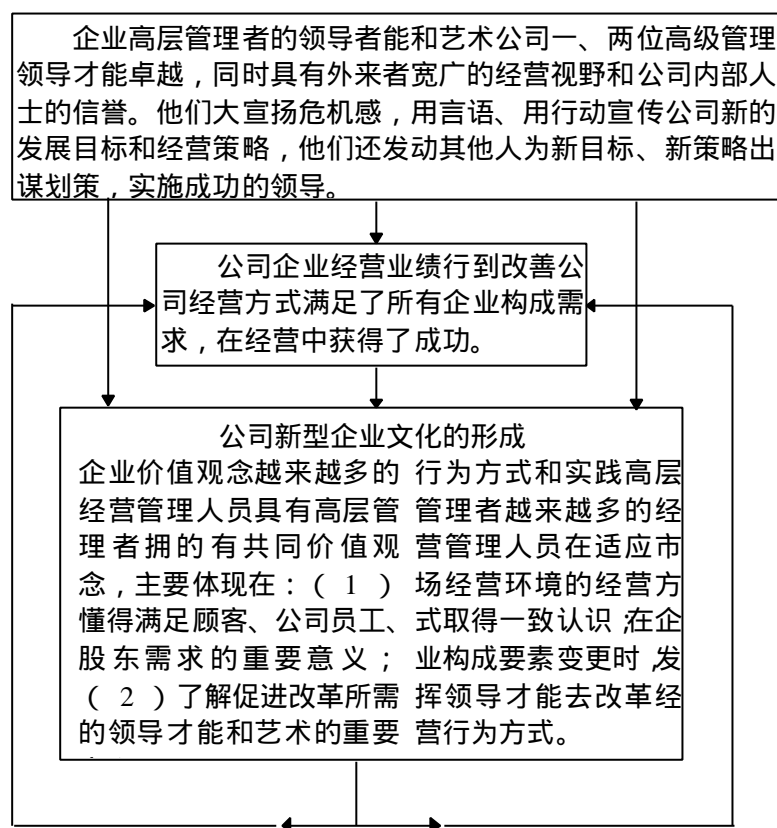 企业高层管理者的领导者能和艺术公司一、两位高级管理
领导才能卓越，同时具有外来者宽广的经营视野和公司内部人
士的信誉。他们大宣扬危机感，用言语、用行动宣传公司新的
发展目标和经营策略，他们还发动其他人为新目标、新策略出
谋划策，实施成功的领导。
公司企业经营业绩行到改善公
司经营方式满足了所有企业构成需
求，在经营中获得了成功。
公司新型企业文化的形成
企业价值观念越来越多的
经营管理人员具有高层管
理者拥的有共同价值观
念，主要体现在：（1）
懂得满足顾客、公司员工、
股东需求的重要意义；
（2）了解促进改革所需
的领导才能和艺术的重要
行为方式和实践高层
管理者越来越多的经
营管理人员在适应市
场经营环境的经营方
式取得一致认识；在企
业构成要素变更时，发
挥领导才能去改革经
营行为方式。